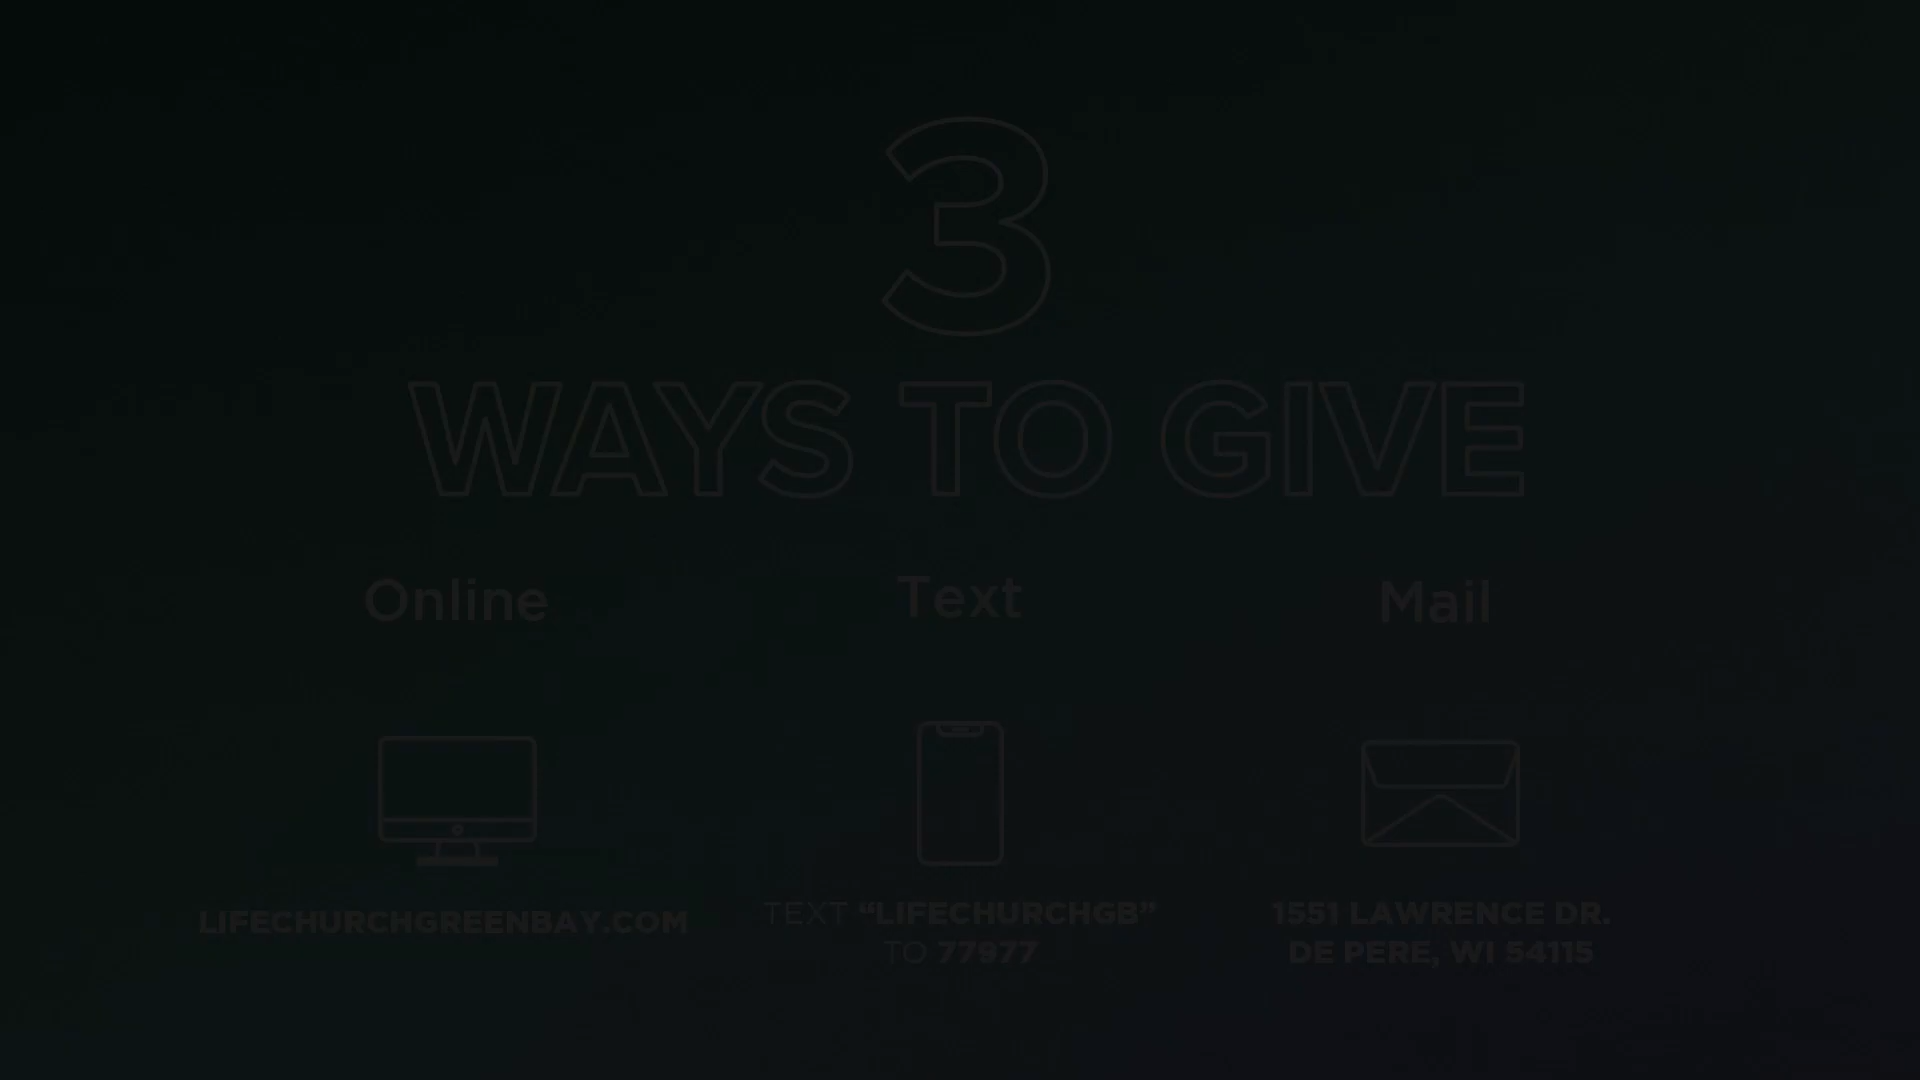 3
WAYS TO GIVE
Online
Text
Mail
LIFECHURCHGREENBAY.COM
TEXT “LIFECHURCHGB”
TO 77977
1551 LAWRENCE DR.
DE PERE, WI 54115